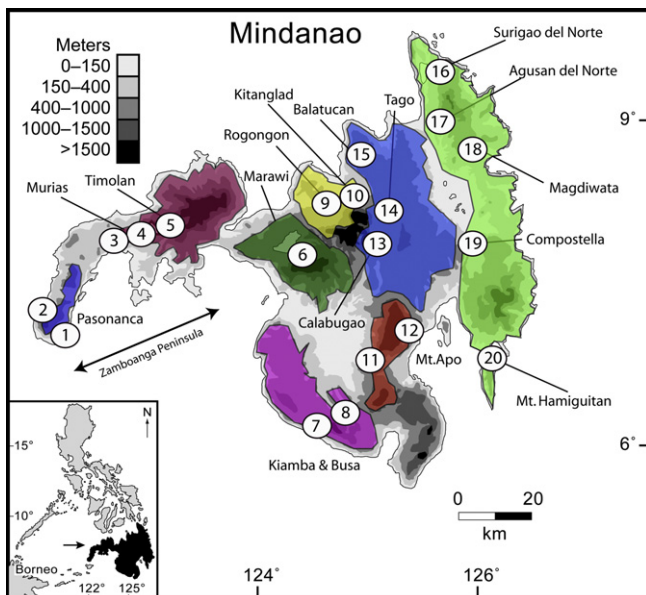 Mindanao
Meters
0–150
150–400
400–1000
1000–1500
>1500
Surigao del Norte
Agusan del Norte
Kitanglad
Balatucan
Tago
Rogongon
Marawi
Timolan
Murias
Magdiwata
Compostella
Calabugao
Pasonanca
Zamboanga Peninsula
Mt.Apo
Mt. Hamiguitan
Kiamba & Busa
16
17
9°
15
18
10
9
14
5
4
3
13
19
6
2
1
12
11
20
8
7
6°
N
15°
10°
Borneo
122°
125°
0
20
km
124°
126°